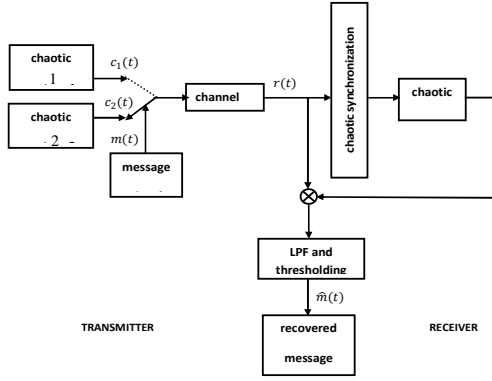 chaotic
1
c₁(t)
chaotic
2
c₂(t)
m(t)
message
channel
r(t)
chaotic synchronization
chaotic
LPF and
thresholding
m̂(t)
recovered
message
TRANSMITTER
RECEIVER